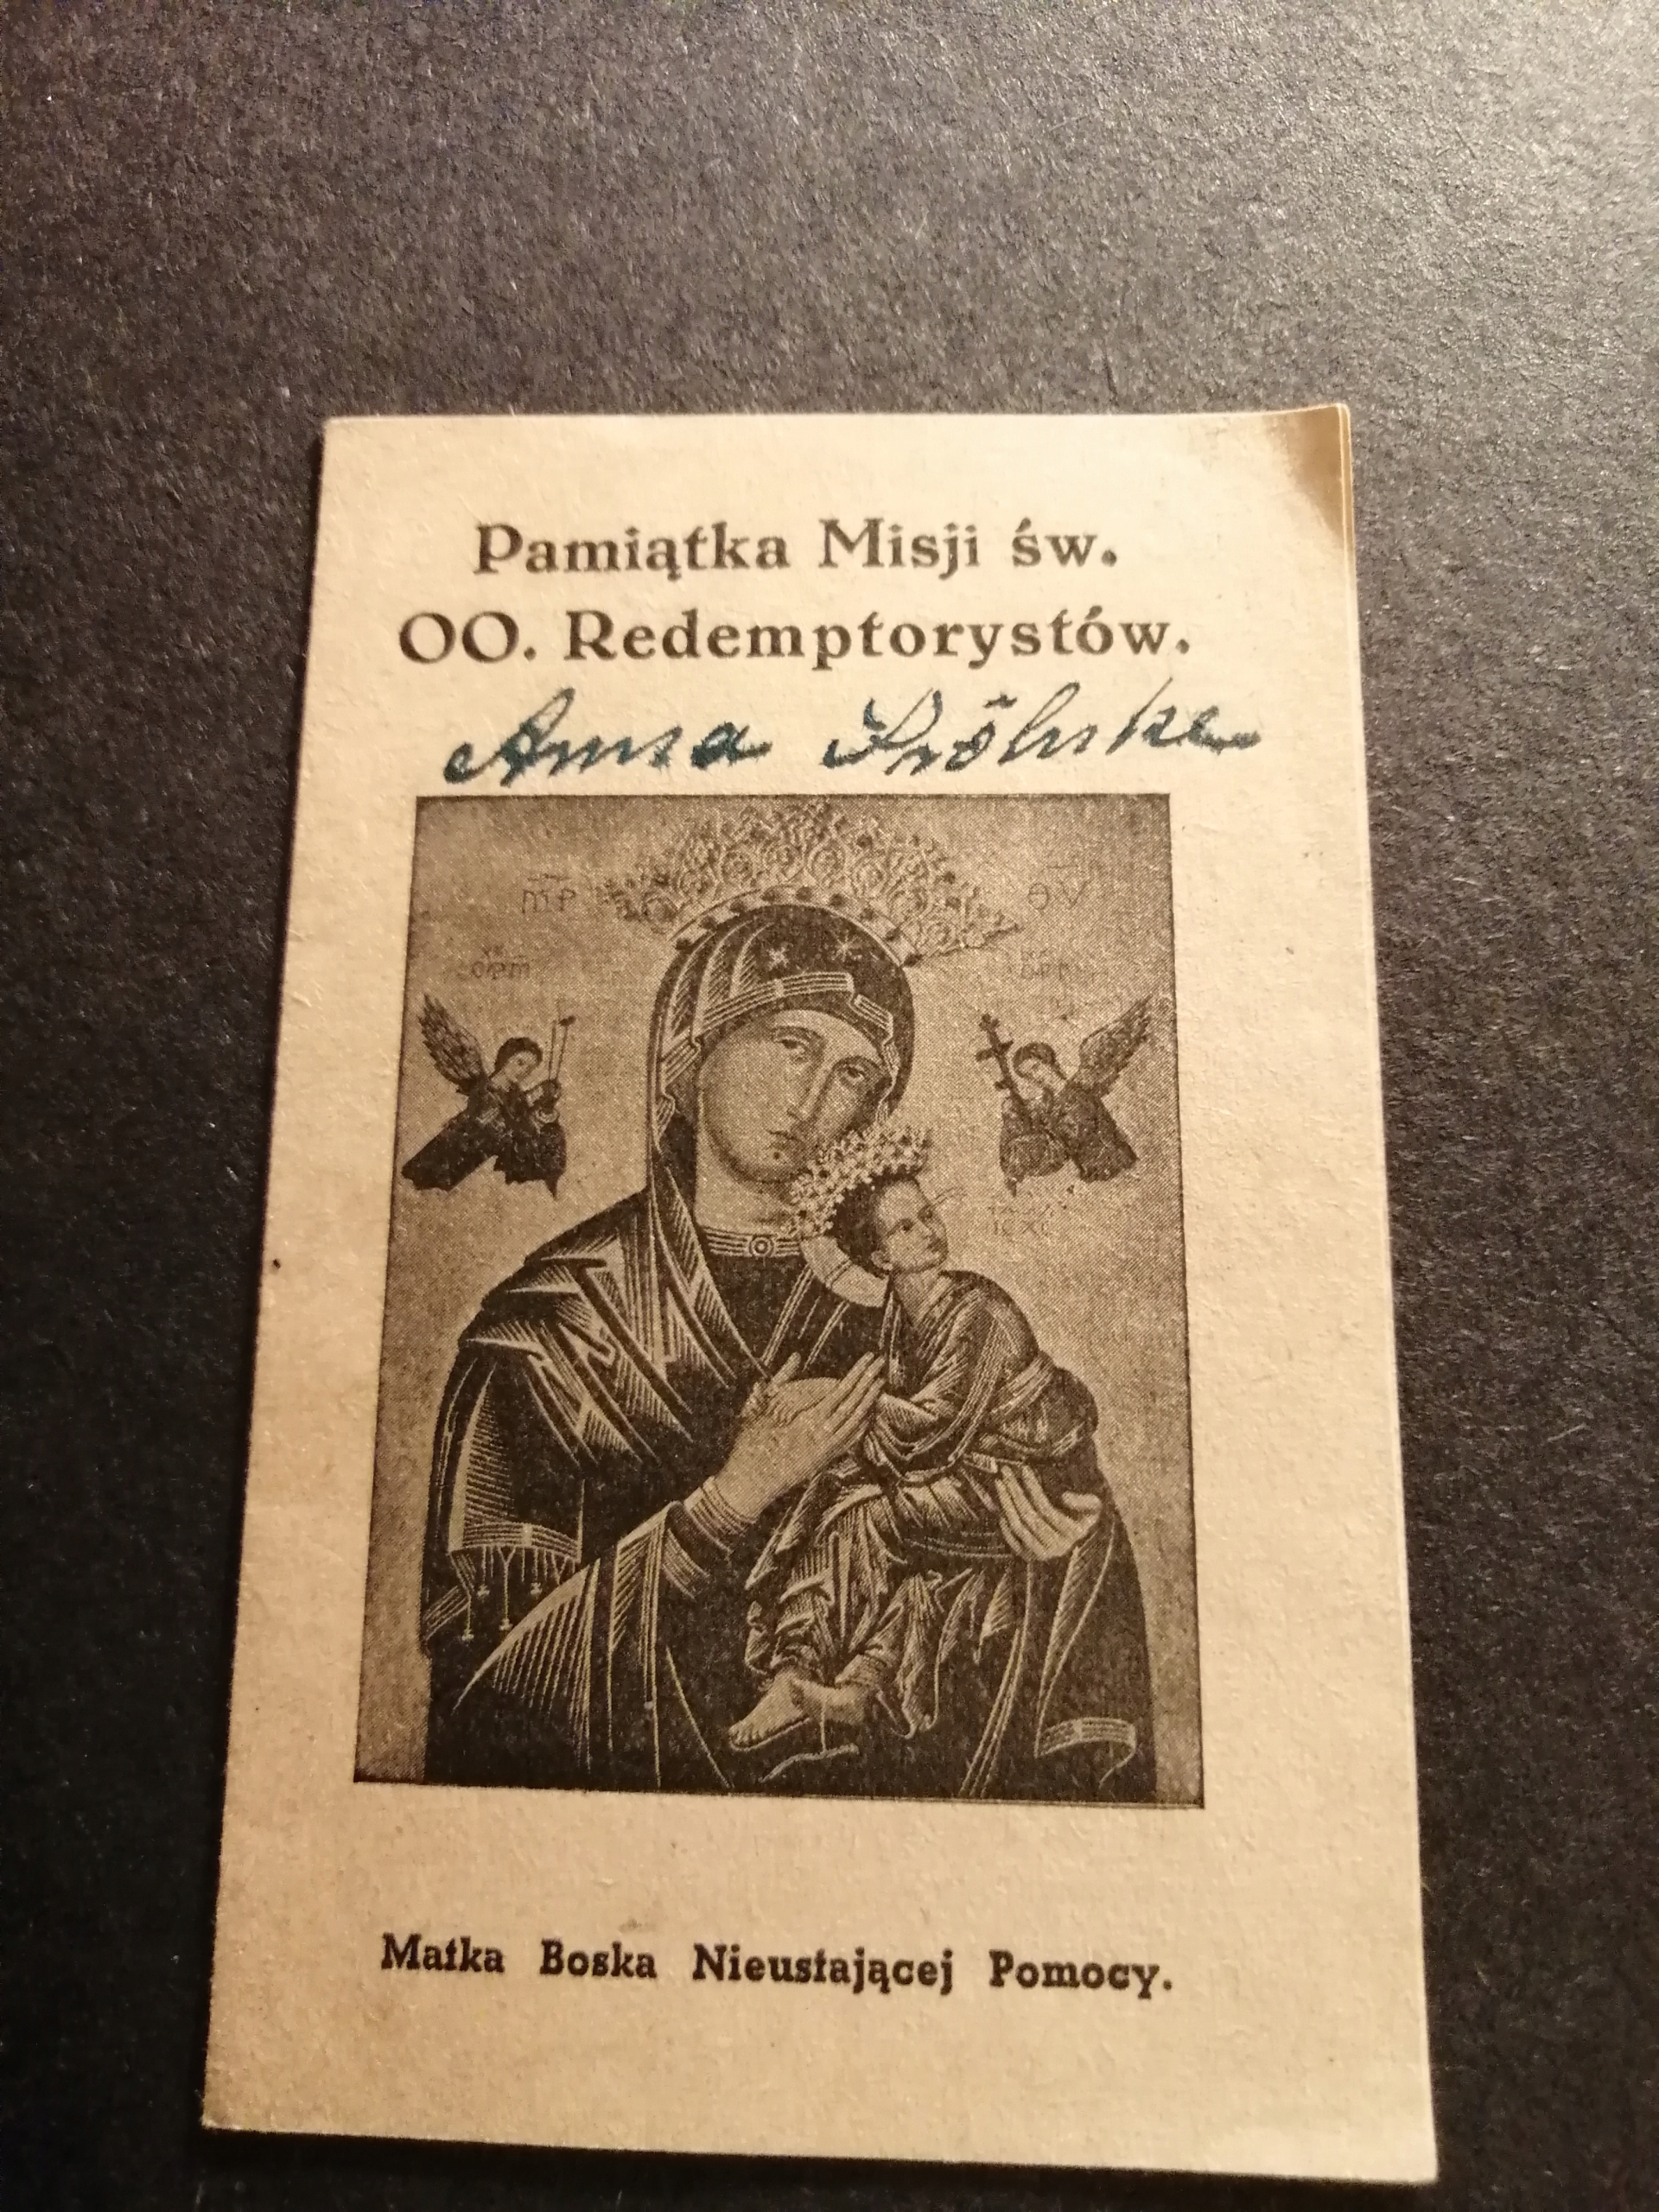 Pamiątka Misji św.
OO. Redemptorystów.
Anna
Matka Boska Nieustającej Pomocy.